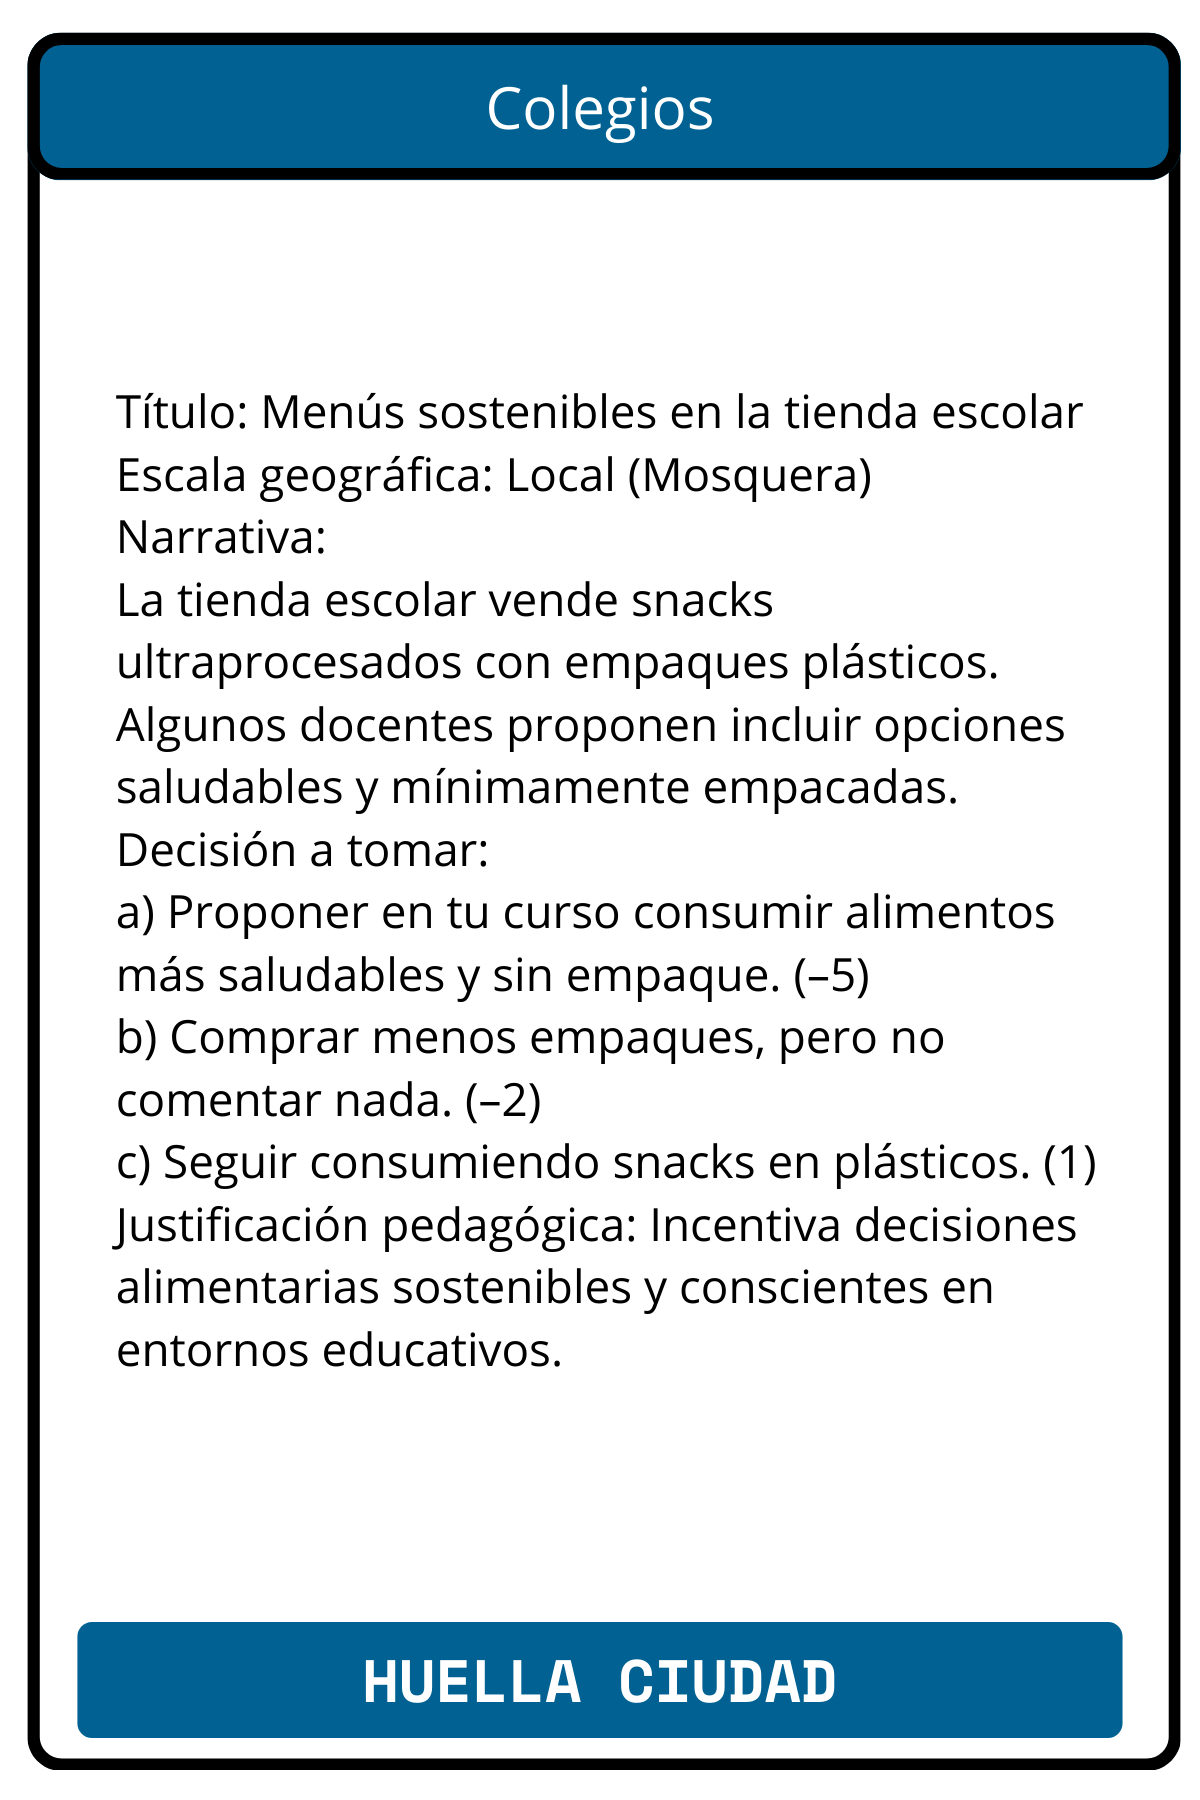 Colegios
Título: Menús sostenibles en la tienda escolar
Escala geográfica: Local (Mosquera)
Narrativa:
La tienda escolar vende snacks
ultraprocesados con empaques plásticos.
Algunos docentes proponen incluir opciones
saludables y mínimamente empacadas.
Decisión a tomar:
a) Proponer en tu curso consumir alimentos
más saludables y sin empaque. (–5)
b) Comprar menos empaques, pero no
comentar nada. (–2)
c) Seguir consumiendo snacks en plásticos. (1)
Justificación pedagógica: Incentiva decisiones
alimentarias sostenibles y conscientes en
entornos educativos.
HUELLA CIUDAD